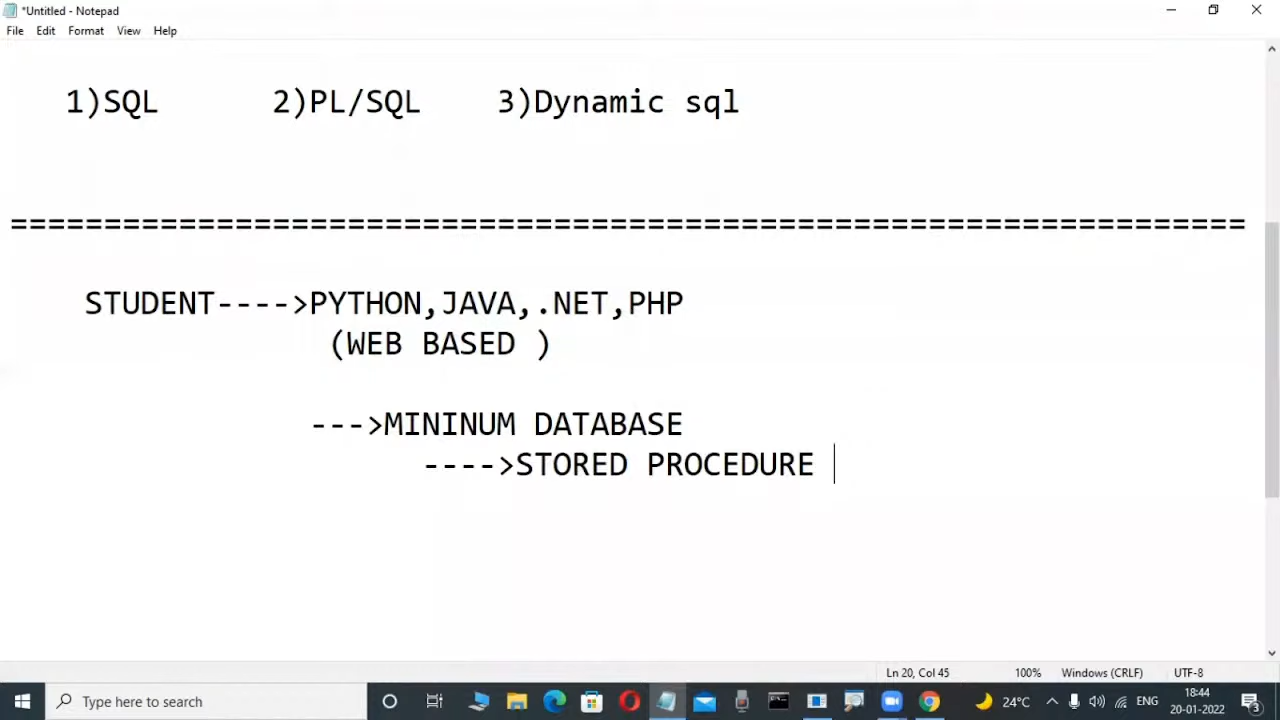 *Untitled - Notepad
File Edit Format View Help
1)SQL 2)PL/SQL 3)Dynamic sql
==================================================================
STUDENT---->PYTHON,JAVA,.NET,PHP
(WEB BASED )
--->MININUM DATABASE
---->STORED PROCEDURE
Ln 20, Col 45 100% Windows (CRLF) UTF-8
Type here to search 24°C ENG 18:44
20-01-2022 3